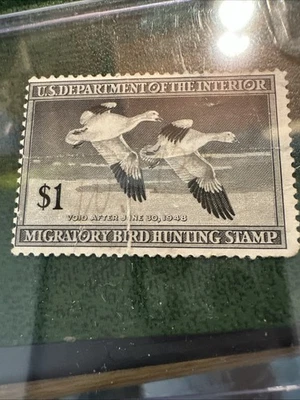 U.S. DEPARTMENT OF THE INTERIOR
$1
VOID AFTER JUNE 30, 1948
MIGRATORY BIRD HUNTING STAMP